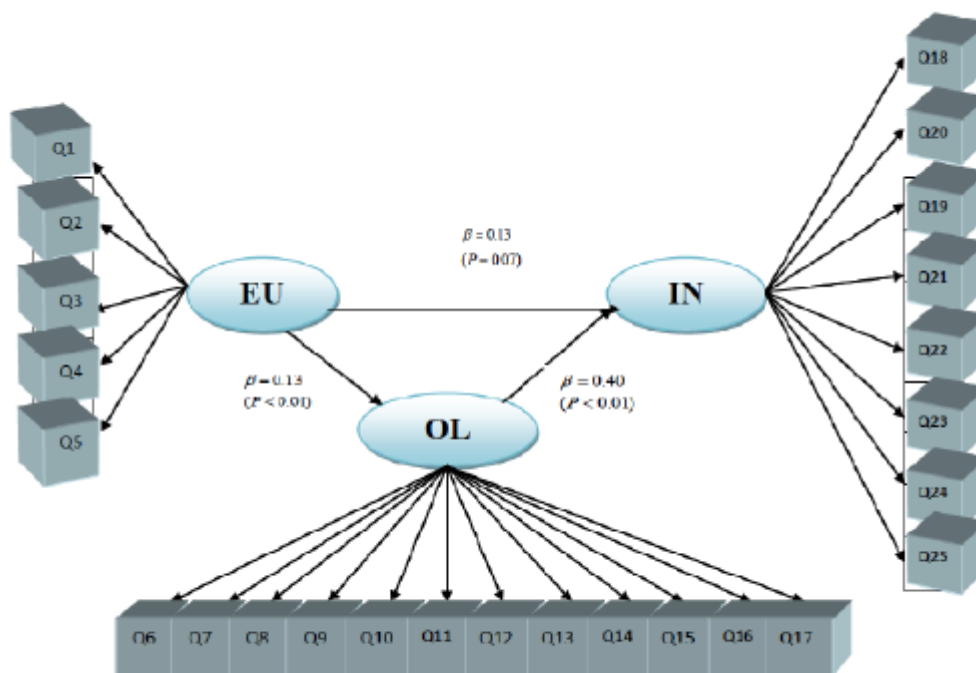 Q18
Q20
Q19
Q21
Q22
Q23
Q24
Q25
Q1
Q2
Q3
Q4
Q5
β = 0.13
(P = 0.07)
EU
IN
β = 0.13
(P < 0.01)
β = 0.40
(P < 0.01)
OL
Q6 Q7 Q8 Q9 Q10 Q11 Q12 Q13 Q14 Q15 Q16 Q17